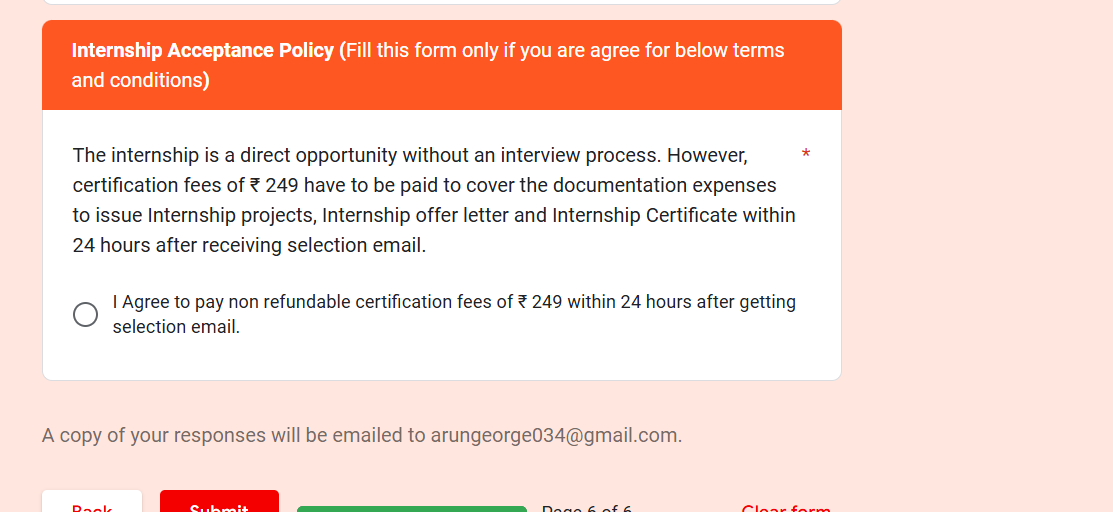 Internship Acceptance Policy (Fill this form only if you are agree for below terms
and conditions)
The internship is a direct opportunity without an interview process. However, *
certification fees of ₹ 249 have to be paid to cover the documentation expenses
to issue Internship projects, Internship offer letter and Internship Certificate within
24 hours after receiving selection email.
I Agree to pay non refundable certification fees of ₹ 249 within 24 hours after getting
selection email.
A copy of your responses will be emailed to arungeorge034@gmail.com.
Back Submit Page 6 of 6 Clear form